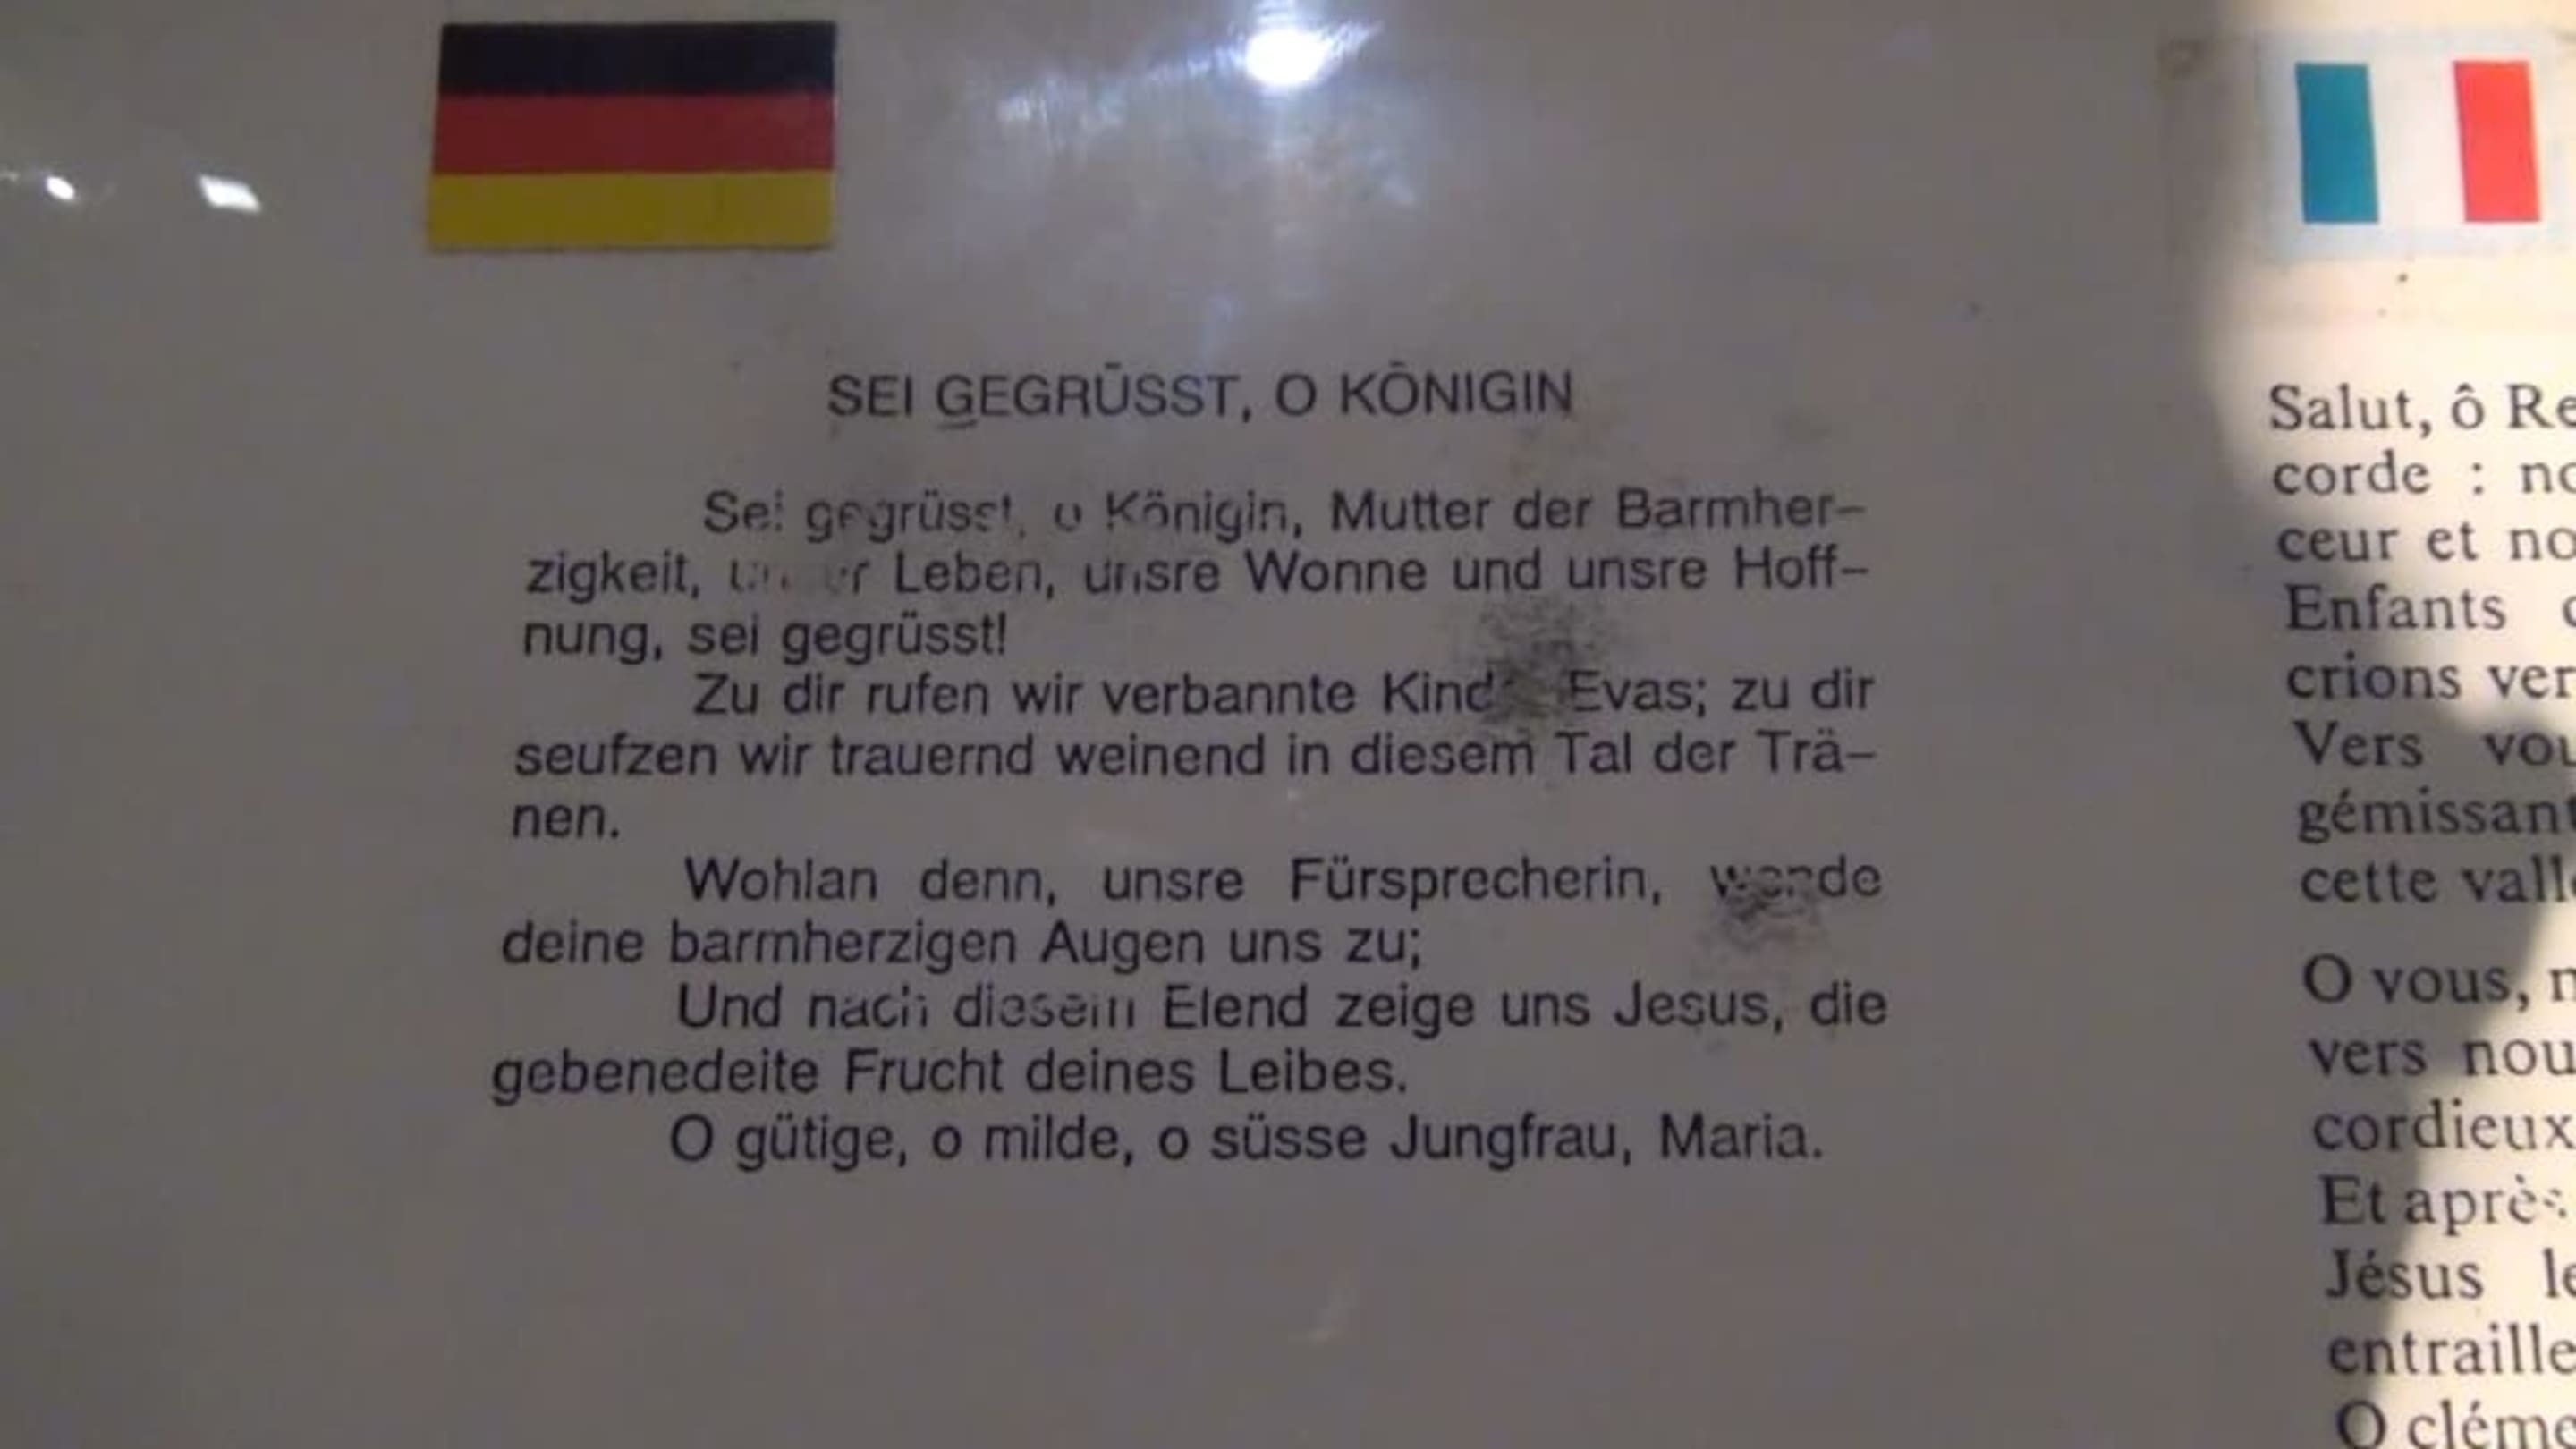 SEI GEGRÜSST, O KÖNIGIN
Sei gegrüsst, o Königin, Mutter der Barmher-
zigkeit, unser Leben, unsre Wonne und unsre Hoff-
nung, sei gegrüsst!
Zu dir rufen wir verbannte Kinder Evas; zu dir
seufzen wir trauernd weinend in diesem Tal der Trä-
nen.
Wohlan denn, unsre Fürsprecherin, wende
deine barmherzigen Augen uns zu;
Und nach diesem Elend zeige uns Jesus, die
gebenedeite Frucht deines Leibes.
O gütige, o milde, o süsse Jungfrau, Maria.
Salut, ô
corde :
ceur et
Enfants
crions
Vers
gémissant
cette
O vous,
vers
cordieux
Et après
Jésus
O